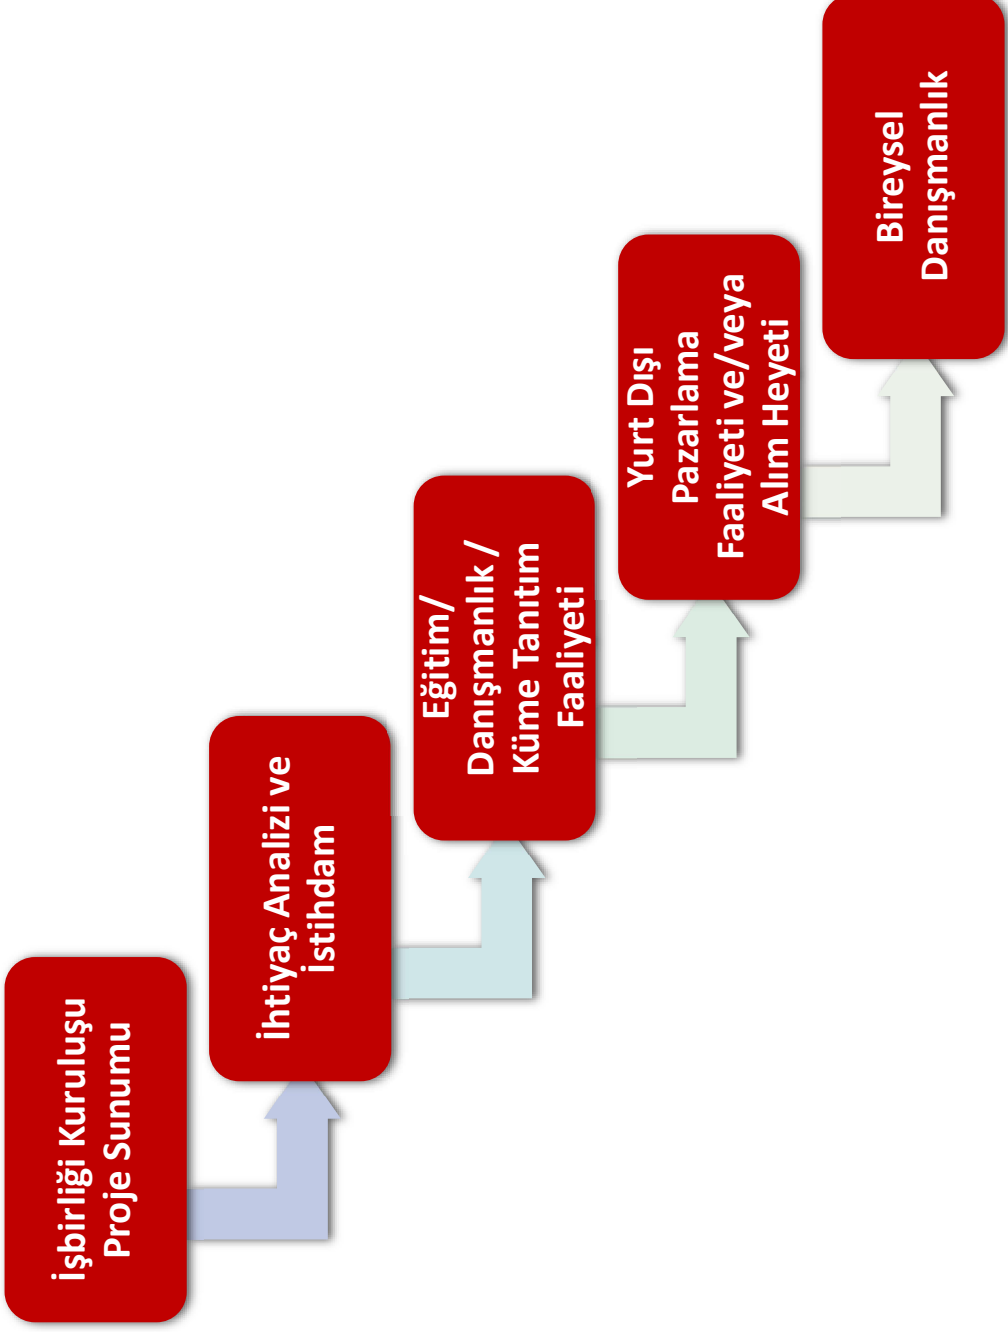 İşbirliği Kuruluşu
Proje Sunumu
İhtiyaç Analizi ve
İstihdam
Eğitim/
Danışmanlık /
Küme Tanıtım
Faaliyeti
Yurt Dışı
Pazarlama
Faaliyeti ve/veya
Alım Heyeti
Bireysel
Danışmanlık